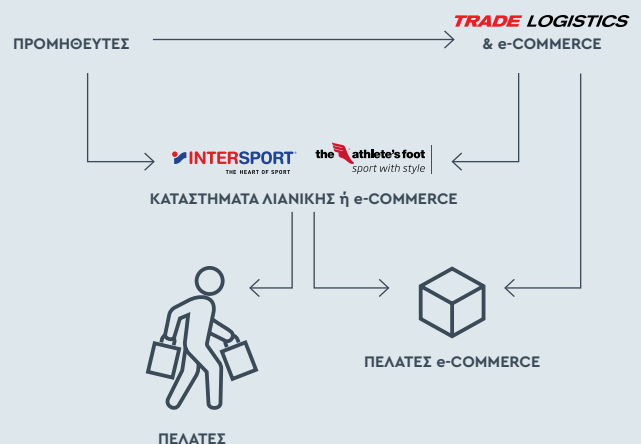 TRADE LOGISTICS
ΠΡΟΜΗΘΕΥΤΕΣ
& e-COMMERCE
INTERSPORT
THE HEART OF SPORT
the athlete's foot
sport with style
ΚΑΤΑΣΤΗΜΑΤΑ ΛΙΑΝΙΚΗΣ ή e-COMMERCE
ΠΕΛΑΤΕΣ e-COMMERCE
ΠΕΛΑΤΕΣ